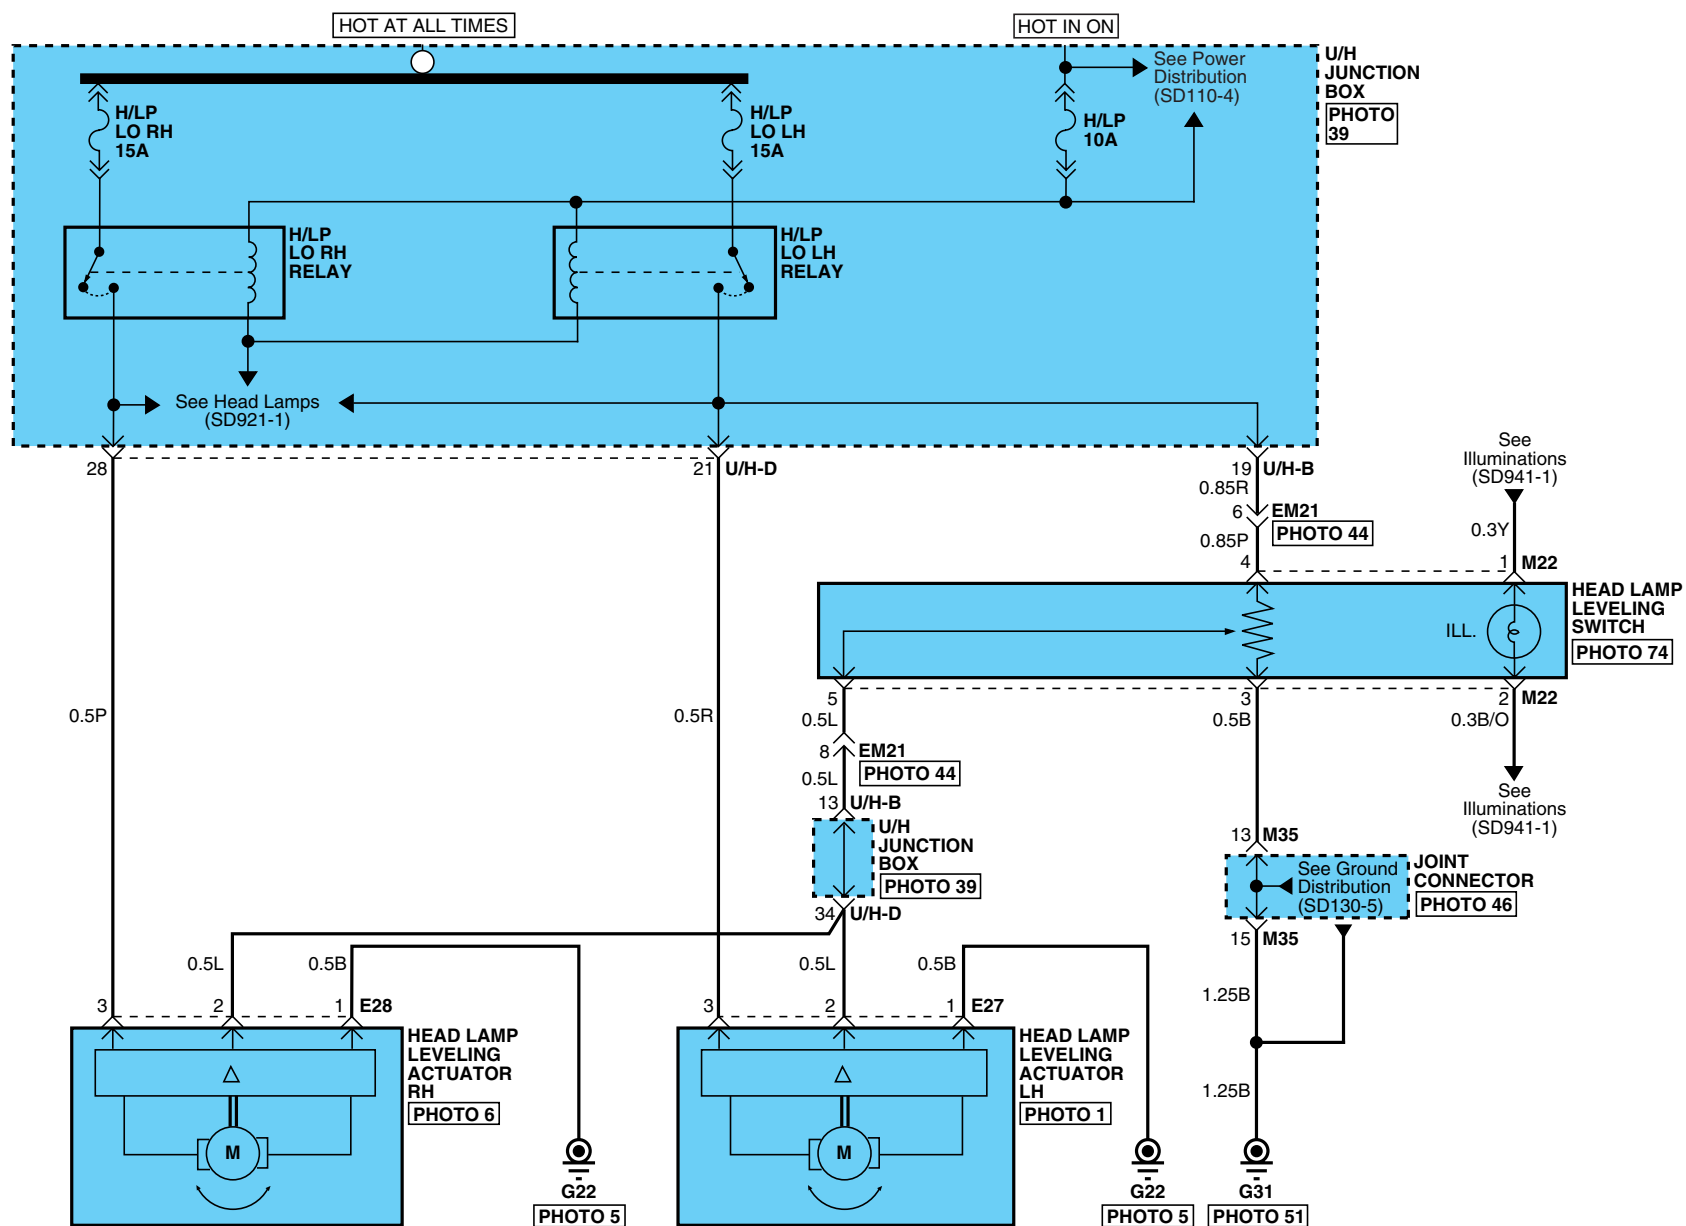 HOT AT ALL TIMES
HOT IN ON
See Power
Distribution
(SD110-4)
U/H
JUNCTION
BOX
PHOTO
39
H/LP
LO RH
15A
H/LP
LO LH
15A
H/LP
10A
H/LP
LO RH
RELAY
H/LP
LO LH
RELAY
See Head Lamps
(SD921-1)
28
21 U/H-D
19 U/H-B
0.85R
6 EM21
PHOTO 44
0.85P
4
See
Illuminations
(SD941-1)
0.3Y
1 M22
HEAD LAMP
LEVELING
SWITCH
PHOTO 74
ILL.
0.5P
0.5R
5
0.5L
3
0.5B
2 M22
0.3B/O
8 EM21
PHOTO 44
0.5L
13 U/H-B
U/H
JUNCTION
BOX
PHOTO 39
34 U/H-D
See
Illuminations
(SD941-1)
13 M35
See Ground
Distribution
(SD130-5)
JOINT
CONNECTOR
PHOTO 46
15 M35
0.5L
0.5B
0.5L
0.5B
1.25B
3
2
1 E28
3
2
1 E27
HEAD LAMP
LEVELING
ACTUATOR
RH
PHOTO 6
HEAD LAMP
LEVELING
ACTUATOR
LH
PHOTO 1
1.25B
M
M
G22
PHOTO 5
G22
PHOTO 5
G31
PHOTO 51